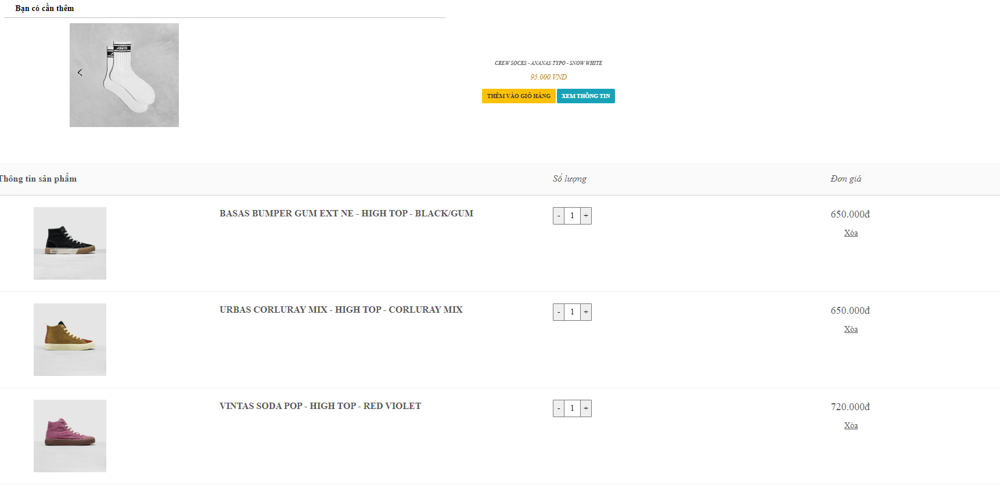 Bạn có cần thêm
CREW SOCKS - ANANAS TYPO - SNOW WHITE
95.000 VND
THÊM VÀO GIỎ HÀNG XEM THÔNG TIN
Thông tin sản phẩm Số lượng Đơn giá
BASAS BUMPER GUM EXT NE - HIGH TOP - BLACK/GUM - 1 + 650.000đ
Xóa
URBAS CORLURAY MIX - HIGH TOP - CORLURAY MIX - 1 + 650.000đ
Xóa
VINTAS SODA POP - HIGH TOP - RED VIOLET - 1 + 720.000đ
Xóa